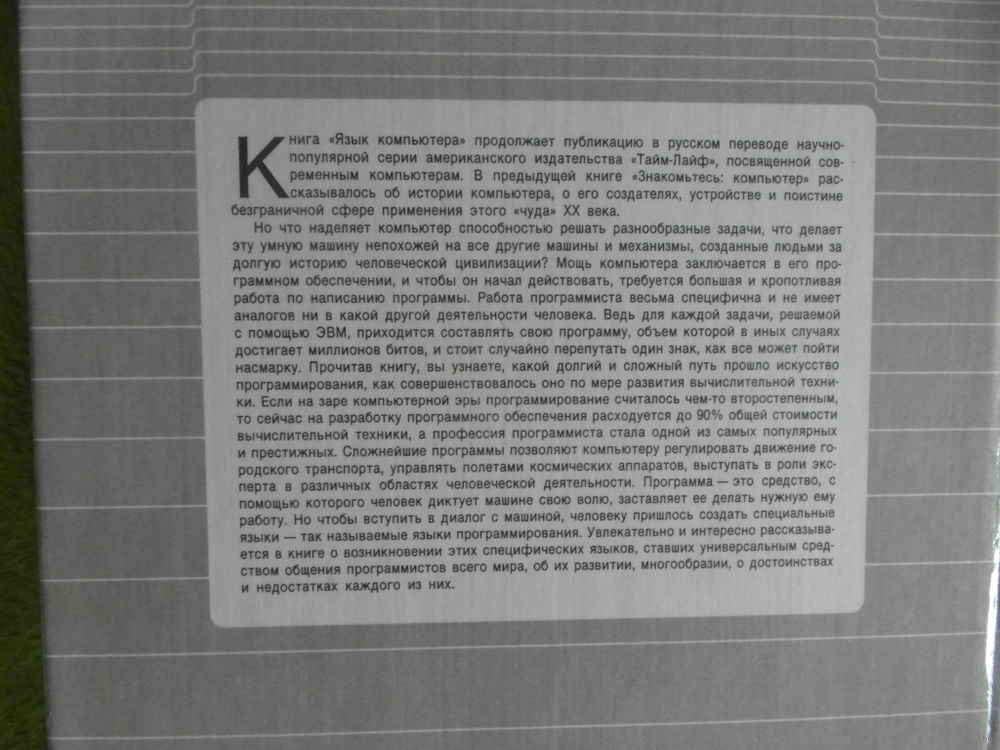 Книга «Язык компьютера» продолжает публикацию в русском переводе научно-
популярной серии американского издательства «Тайм-Лайф», посвященной сов-
ременным компьютерам. В предыдущей книге «Знакомьтесь: компьютер» рас-
сказывалось об истории компьютера, о его создателях, устройстве и поистине
безграничной сфере применения этого «чуда» XX века.
Но что наделяет компьютер способностью решать разнообразные задачи, что делает
эту умную машину непохожей на все другие машины и механизмы, созданные людьми за
долгую историю человеческой цивилизации? Мощь компьютера заключается в его про-
граммном обеспечении, и чтобы он начал действовать, требуется большая и кропотливая
работа по написанию программы. Работа программиста весьма специфична и не имеет
аналогов ни в какой другой деятельности человека. Ведь для каждой задачи, решаемой
с помощью ЭВМ, приходится составлять свою программу, объем которой в иных случаях
достигает миллионов битов, и стоит случайно перепутать один знак, как все может пойти
насмарку. Прочитав книгу, вы узнаете, какой долгий и сложный путь прошло искусство
программирования, как совершенствовалось оно по мере развития вычислительной техни-
ки. Если на заре компьютерной эры программирование считалось чем-то второстепенным,
то сейчас на разработку программного обеспечения расходуется до 90% общей стоимости
вычислительной техники, а профессия программиста стала одной из самых популярных
и престижных. Сложнейшие программы позволяют компьютеру регулировать движение го-
родского транспорта, управлять полетами космических аппаратов, выступать в роли экс-
перта в различных областях человеческой деятельности. Программа — это средство, с
помощью которого человек диктует машине свою волю, заставляет ее делать нужную ему
работу. Но чтобы вступить в диалог с машиной, человеку пришлось создать специальные
языки — так называемые языки программирования. Увлекательно и интересно рассказыва-
ется в книге о возникновении этих специфических языков, ставших универсальным сред-
ством общения программистов всего мира, об их развитии, многообразии, о достоинствах
и недостатках каждого из них.